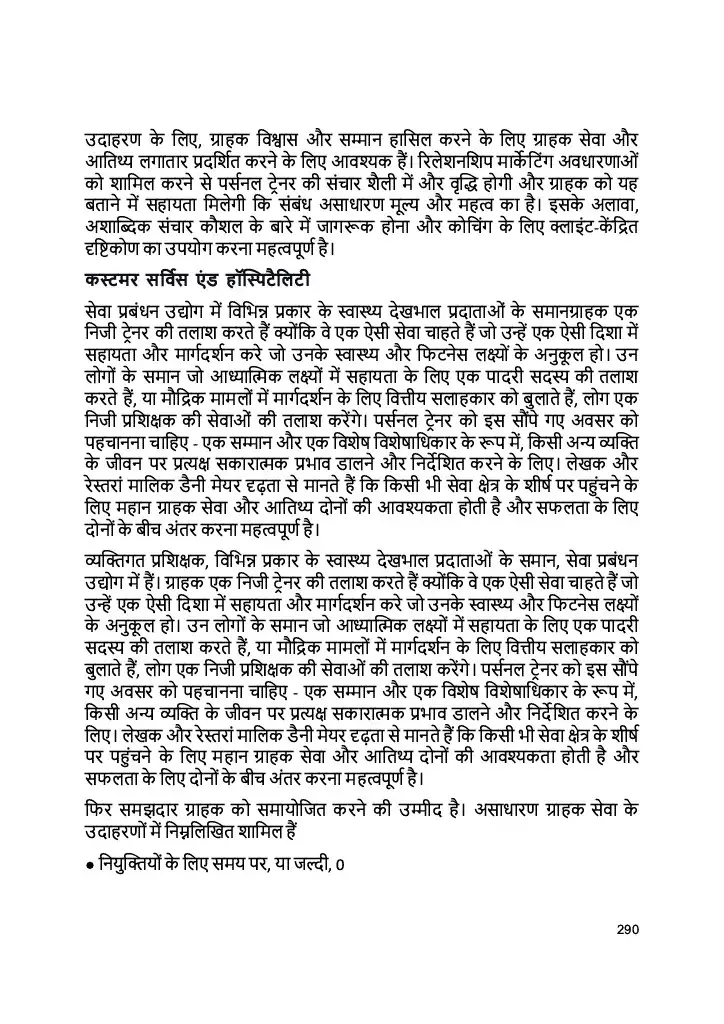 उदाहरण के लिए, ग्राहक विश्वास और सम्मान हासिल करने के लिए ग्राहक सेवा और
आतिथ्य लगातार प्रदर्शित करने के लिए आवश्यक हैं। रिलेशनशिप मार्केटिंग अवधारणाओं
को शामिल करने से पर्सनल ट्रेनर की संचार शैली में और वृद्धि होगी और ग्राहक को यह
बताने में सहायता मिलेगी कि संबंध असाधारण मूल्य और महत्व का है। इसके अलावा,
अशाब्दिक संचार कौशल के बारे में जागरूक होना और कोचिंग के लिए क्लाइंट-केंद्रित
दृष्टिकोण का उपयोग करना महत्वपूर्ण है।
कस्टमर सर्विस एंड हॉस्पिटैलिटी
सेवा प्रबंधन उद्योग में विभिन्न प्रकार के स्वास्थ्य देखभाल प्रदाताओं के समानग्राहक एक
निजी ट्रेनर की तलाश करते हैं क्योंकि वे एक ऐसी सेवा चाहते हैं जो उन्हें एक ऐसी दिशा में
सहायता और मार्गदर्शन करे जो उनके स्वास्थ्य और फिटनेस लक्ष्यों के अनुकूल हो। उन
लोगों के समान जो आध्यात्मिक लक्ष्यों में सहायता के लिए एक पादरी सदस्य की तलाश
करते हैं, या मौद्रिक मामलों में मार्गदर्शन के लिए वित्तीय सलाहकार को बुलाते हैं, लोग एक
निजी प्रशिक्षक की सेवाओं की तलाश करेंगे। पर्सनल ट्रेनर को इस सौंपे गए अवसर को
पहचानना चाहिए - एक सम्मान और एक विशेष विशेषाधिकार के रूप में, किसी अन्य व्यक्ति
के जीवन पर प्रत्यक्ष सकारात्मक प्रभाव डालने और निर्देशित करने के लिए। लेखक और
रेस्तरां मालिक डैनी मेयर दृढ़ता से मानते हैं कि किसी भी सेवा क्षेत्र के शीर्ष पर पहुंचने के
लिए महान ग्राहक सेवा और आतिथ्य दोनों की आवश्यकता होती है और सफलता के लिए
दोनों के बीच अंतर करना महत्वपूर्ण है।
व्यक्तिगत प्रशिक्षक, विभिन्न प्रकार के स्वास्थ्य देखभाल प्रदाताओं के समान, सेवा प्रबंधन
उद्योग में हैं। ग्राहक एक निजी ट्रेनर की तलाश करते हैं क्योंकि वे एक ऐसी सेवा चाहते हैं जो
उन्हें एक ऐसी दिशा में सहायता और मार्गदर्शन करे जो उनके स्वास्थ्य और फिटनेस लक्ष्यों
के अनुकूल हो। उन लोगों के समान जो आध्यात्मिक लक्ष्यों में सहायता के लिए एक पादरी
सदस्य की तलाश करते हैं, या मौद्रिक मामलों में मार्गदर्शन के लिए वित्तीय सलाहकार को
बुलाते हैं, लोग एक निजी प्रशिक्षक की सेवाओं की तलाश करेंगे। पर्सनल ट्रेनर को इस सौंपे
गए अवसर को पहचानना चाहिए - एक सम्मान और एक विशेष विशेषाधिकार के रूप में,
किसी अन्य व्यक्ति के जीवन पर प्रत्यक्ष सकारात्मक प्रभाव डालने और निर्देशित करने के
लिए। लेखक और रेस्तरां मालिक डैनी मेयर दृढ़ता से मानते हैं कि किसी भी सेवा क्षेत्र के शीर्ष
पर पहुंचने के लिए महान ग्राहक सेवा और आतिथ्य दोनों की आवश्यकता होती है और
सफलता के लिए दोनों के बीच अंतर करना महत्वपूर्ण है।
फिर समझदार ग्राहक को समायोजित करने की उम्मीद है। असाधारण ग्राहक सेवा के
उदाहरणों में निम्नलिखित शामिल हैं
● नियुक्तियों के लिए समय पर, या जल्दी, 0
290